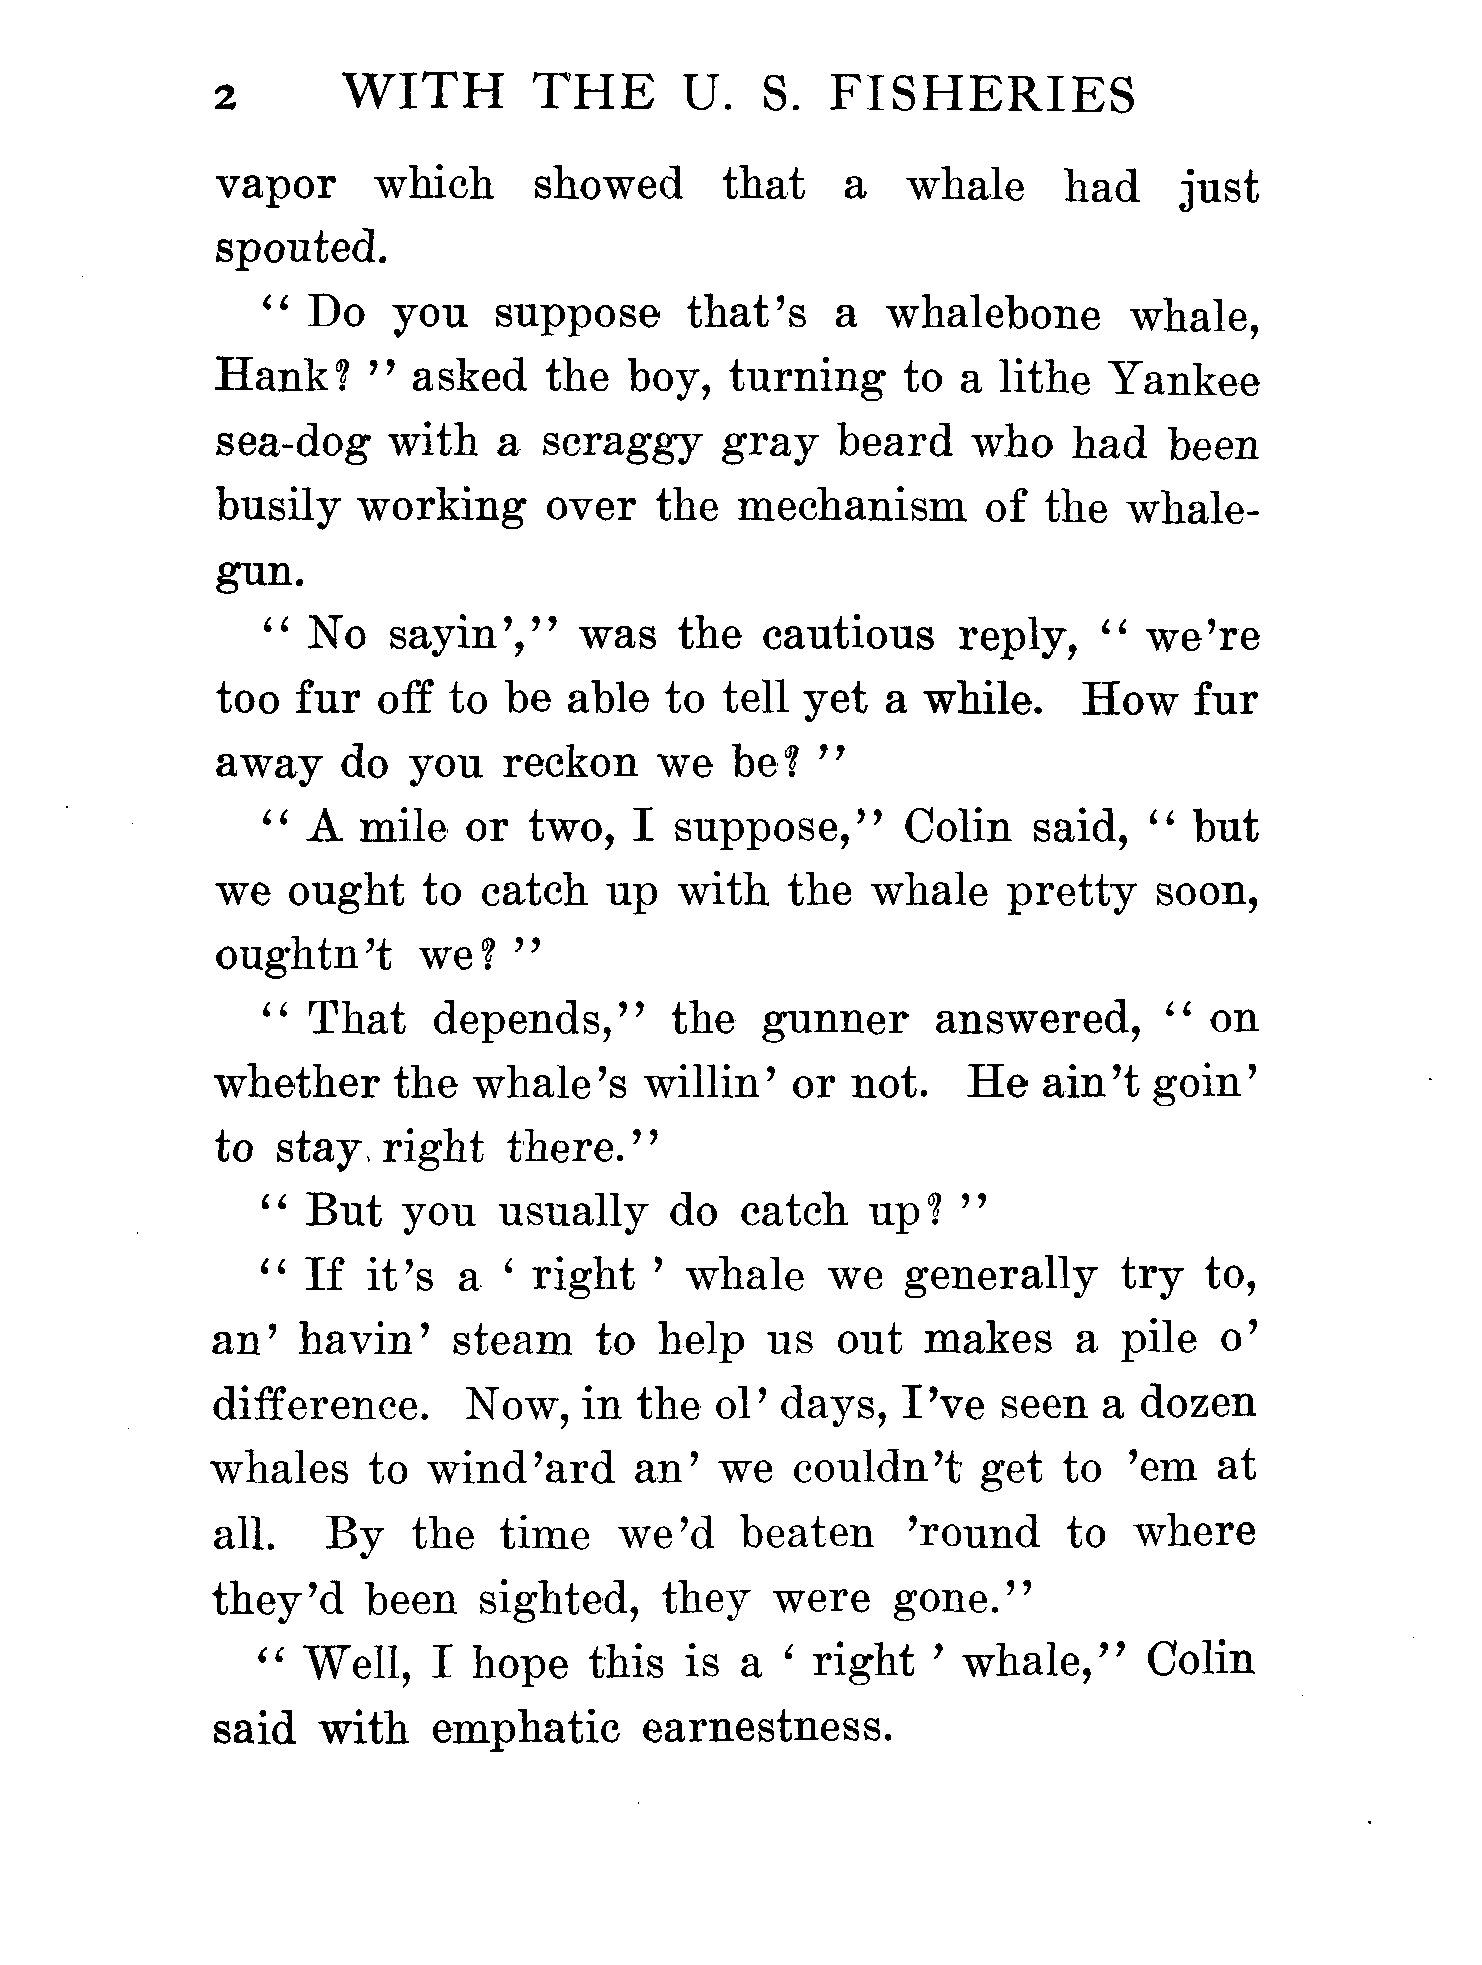 2 WITH THE U. S. FISHERIES
vapor which showed that a whale had just
spouted.
“ Do you suppose that’s a whalebone whale,
Hank? ” asked the boy, turning to a lithe Yankee
sea-dog with a scraggy gray beard who had been
busily working over the mechanism of the whale-
gun.
“ No sayin’,” was the cautious reply, “ we’re
too fur off to be able to tell yet a while. How fur
away do you reckon we be? ”
“ A mile or two, I suppose,” Colin said, “ but
we ought to catch up with the whale pretty soon,
oughtn’t we? ”
“ That depends,” the gunner answered, “ on
whether the whale’s willin’ or not. He ain’t goin’
to stay right there.”
“ But you usually do catch up? ”
“ If it’s a ‘ right ’ whale we generally try to,
an’ havin’ steam to help us out makes a pile o’
difference. Now, in the ol’ days, I’ve seen a dozen
whales to wind’ard an’ we couldn’t get to ’em at
all. By the time we’d beaten ’round to where
they’d been sighted, they were gone.”
“ Well, I hope this is a ‘ right ’ whale,” Colin
said with emphatic earnestness.